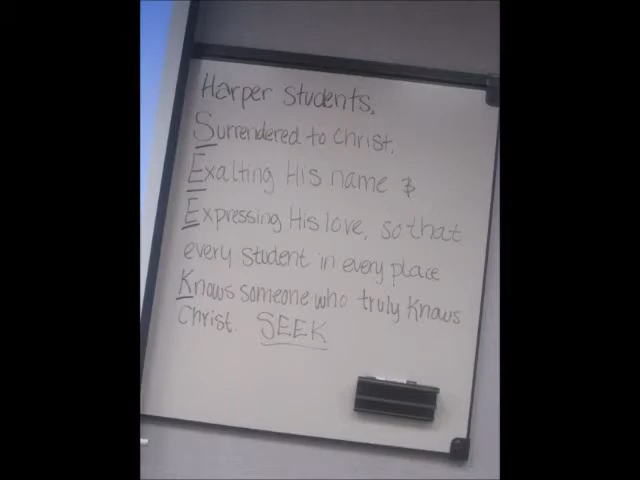 Harper students,
Surrendered to Christ,
Exalting His name &
Expressing His love, so that
every student in every place
Knows someone who truly knows
Christ. SEEK